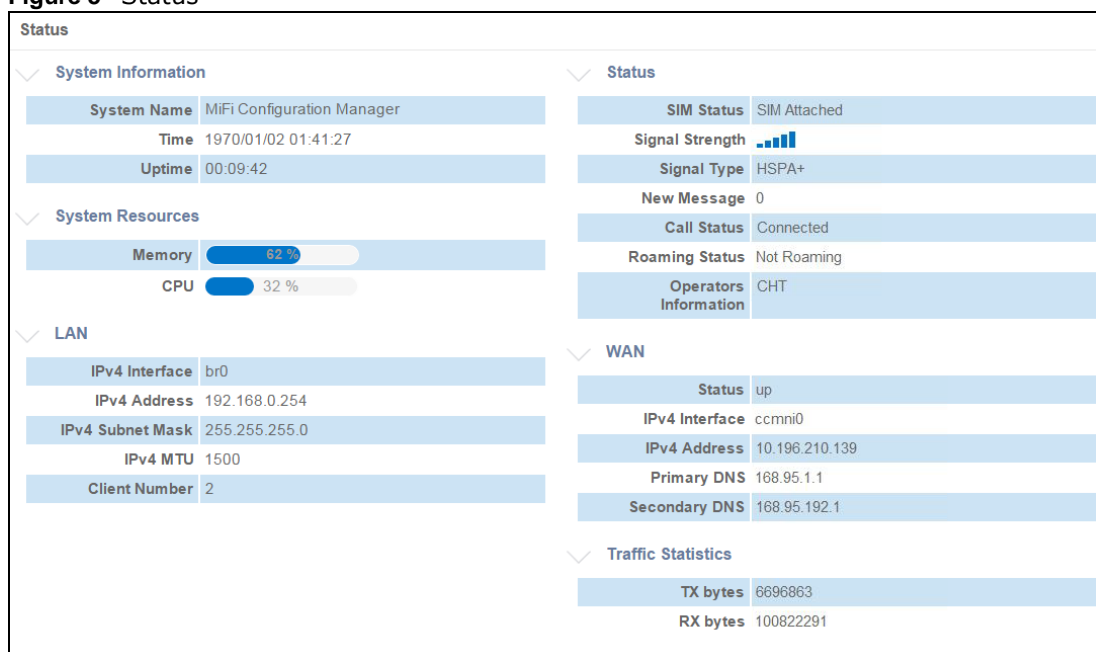 Status
System Information
System Name MiFi Configuration Manager
Time 1970/01/02 01:41:27
Uptime 00:09:42
System Resources
Memory 62 %
CPU 32 %
LAN
IPv4 Interface br0
IPv4 Address 192.168.0.254
IPv4 Subnet Mask 255.255.255.0
IPv4 MTU 1500
Client Number 2
Status
SIM Status SIM Attached
Signal Strength
Signal Type HSPA+
New Message 0
Call Status Connected
Roaming Status Not Roaming
Operators CHT
Information
WAN
Status up
IPv4 Interface ccmni0
IPv4 Address 10.196.210.139
Primary DNS 168.95.1.1
Secondary DNS 168.95.192.1
Traffic Statistics
TX bytes 6696863
RX bytes 100822291